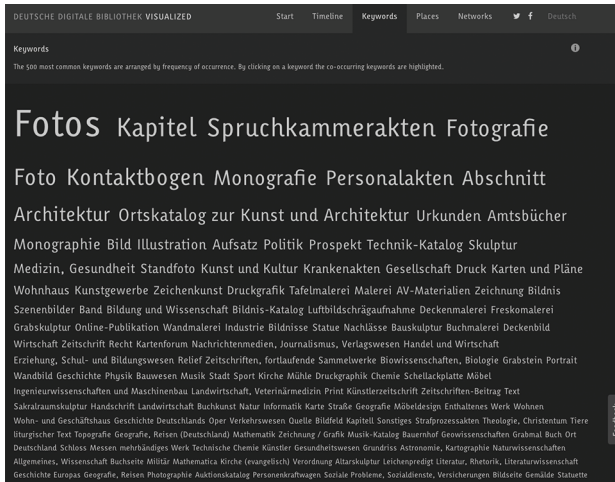 DEUTSCHE DIGITALE BIBLIOTHEK VISUALIZED Start Timeline Keywords Places Networks Deutsch
Keywords
The 500 most common keywords are arranged by frequency of occurrence. By clicking on a keyword the co-occurring keywords are highlighted.
Fotos Kapitel Spruchkammerakten Fotografie
Foto Kontaktbogen Monografie Personalakten Abschnitt
Architektur Ortskatalog zur Kunst und Architektur Urkunden Amtsbücher
Monographie Bild Illustration Aufsatz Politik Prospekt Technik-Katalog Skulptur
Medizin, Gesundheit Standfoto Kunst und Kultur Krankenakten Gesellschaft Druck Karten und Pläne
Wohnhaus Kunstgewerbe Zeichenkunst Druckgrafik Tafelmalerei Malerei AV-Materialien Zeichnung Bildnis
Szenenbilder Band Bildung und Wissenschaft Bildnis-Katalog Luftbildschrägaufnahme Deckenmalerei Freskomalerei
Grabskulptur Online-Publikation Wandmalerei Industrie Bildnisse Statue Nachlässe Bauskulptur Buchmalerei Deckenbild
Wirtschaft Zeitschrift Recht Kartenforum Nachrichtenmedien, Journalismus, Verlagswesen Handel und Wirtschaft
Erziehung, Schul- und Bildungswesen Relief Zeitschriften, fortlaufende Sammelwerke Biowissenschaften, Biologie Grabstein Portrait
Wandbild Geschichte Physik Bauwesen Musik Stadt Sport Kirche Mühle Druckgraphik Chemie Schellackplatte Möbel
Ingenieurwissenschaften und Maschinenbau Landwirtschaft, Veterinärmedizin Print Künstlerzeitschrift Zeitschriften-Beitrag Text
Sakralraumskulptur Handschrift Landwirtschaft Buchkunst Natur Informatik Karte Straße Geografie Möbeldesign Enthaltenes Werk Wohnen
Wohn- und Geschäftshaus Geschichte Deutschlands Oper Verkehrswesen Quelle Bildfeld Kapitell Sonstiges Strafprozessakten Theologie, Christentum Tiere
liturgischer Text Topografie Geografie, Reisen (Deutschland) Mathematik Zeichnung / Grafik Musik-Katalog Bauernhof Geowissenschaften Grabmal Buch Ort
Deutschland Schloss Messen mehrbändiges Werk Technische Chemie Künstler Gesundheitswesen Grundriss Astronomie, Kartographie Naturwissenschaften
Allgemeines, Wissenschaft Buchseite Militär Mathematica Kirche (evangelisch) Verordnung Altarskulptur Leichenpredigt Literatur, Rhetorik, Literaturwissenschaft
Geschichte Europas Geografie, Reisen Photographie Auktionskatalog Personenkraftwagen Soziale Probleme, Sozialdienste, Versicherungen Bildseite Gemälde Statuette